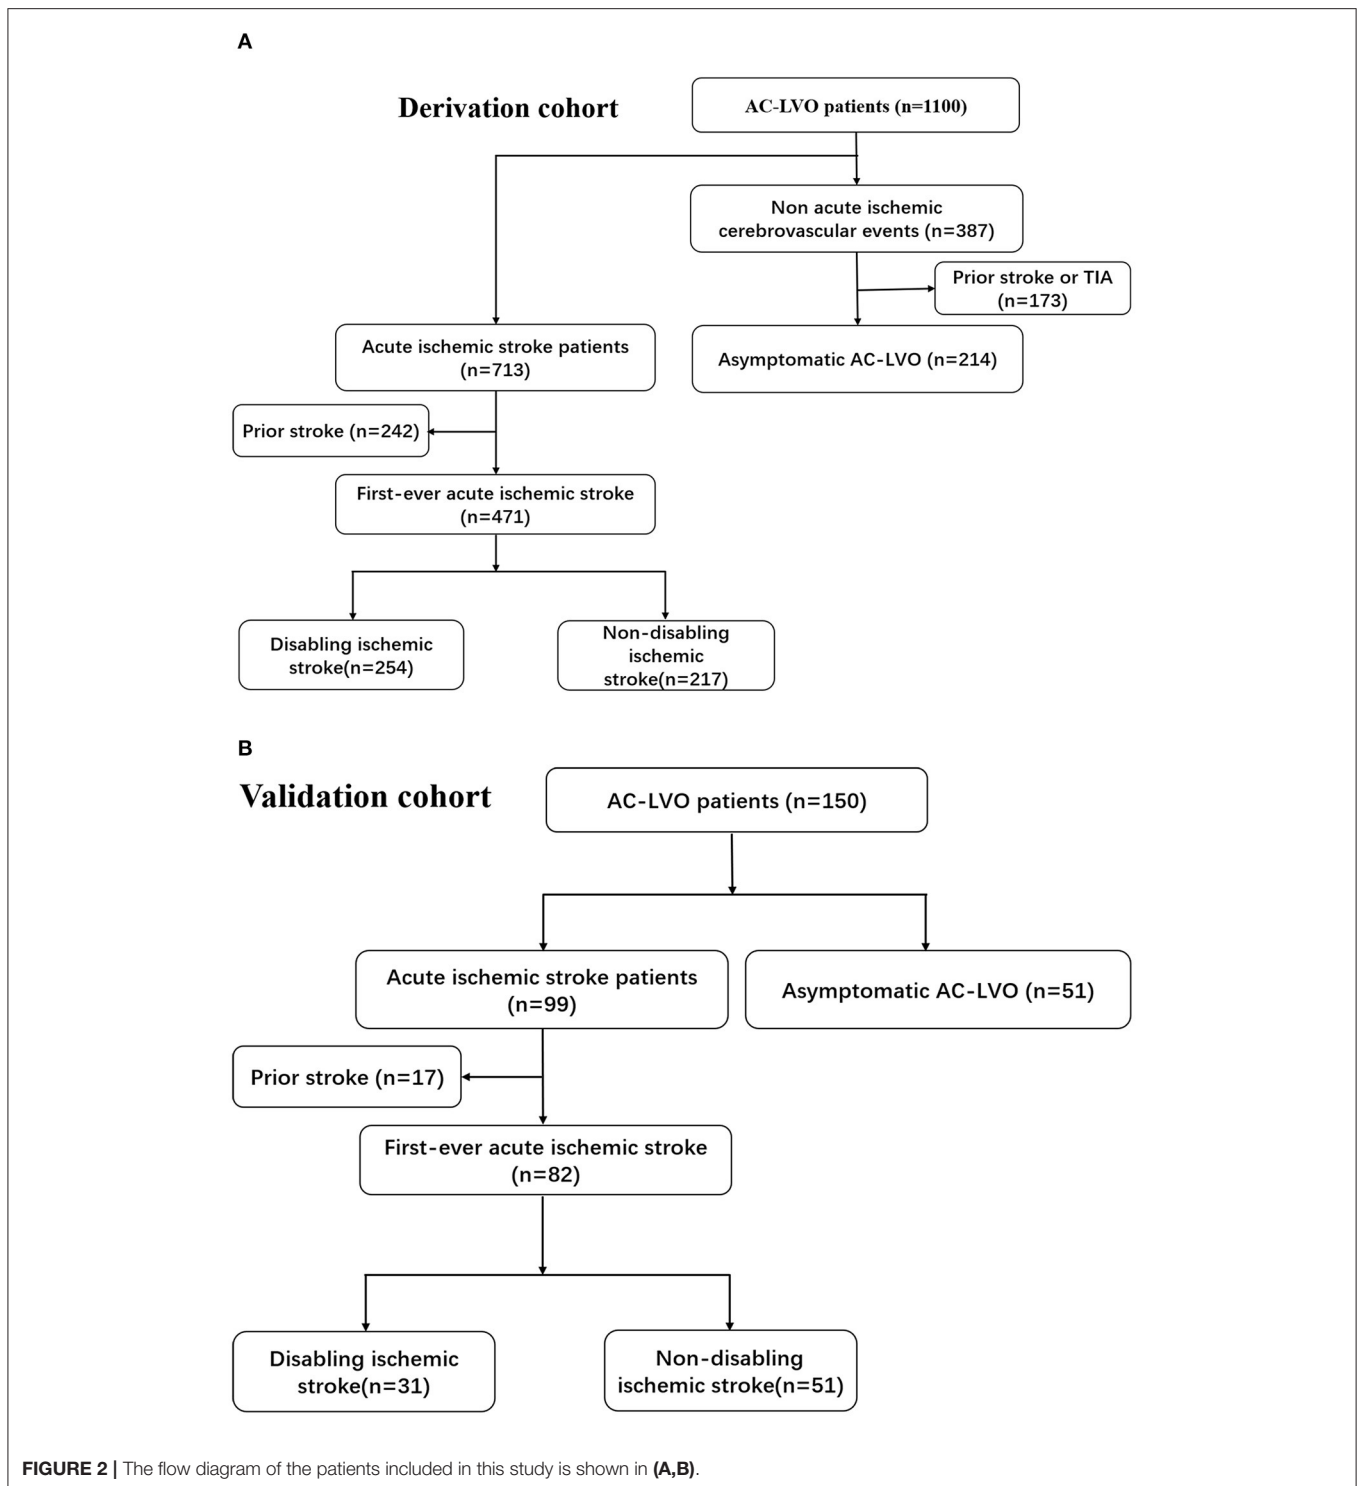 A
Derivation cohort
AC-LVO patients (n=1100)
Non acute ischemic
cerebrovascular events (n=387)
Prior stroke or TIA
(n=173)
Asymptomatic AC-LVO (n=214)
Acute ischemic stroke patients
(n=713)
Prior stroke (n=242)
First-ever acute ischemic stroke
(n=471)
Disabling ischemic
stroke(n=254)
Non-disabling
ischemic
stroke(n=217)
B
Validation cohort
AC-LVO patients (n=150)
Acute ischemic stroke patients
(n=99)
Asymptomatic AC-LVO (n=51)
Prior stroke (n=17)
First-ever acute ischemic stroke
(n=82)
Disabling ischemic
stroke(n=31)
Non-disabling
ischemic stroke(n=51)
FIGURE 2 | The flow diagram of the patients included in this study is shown in (A,B).